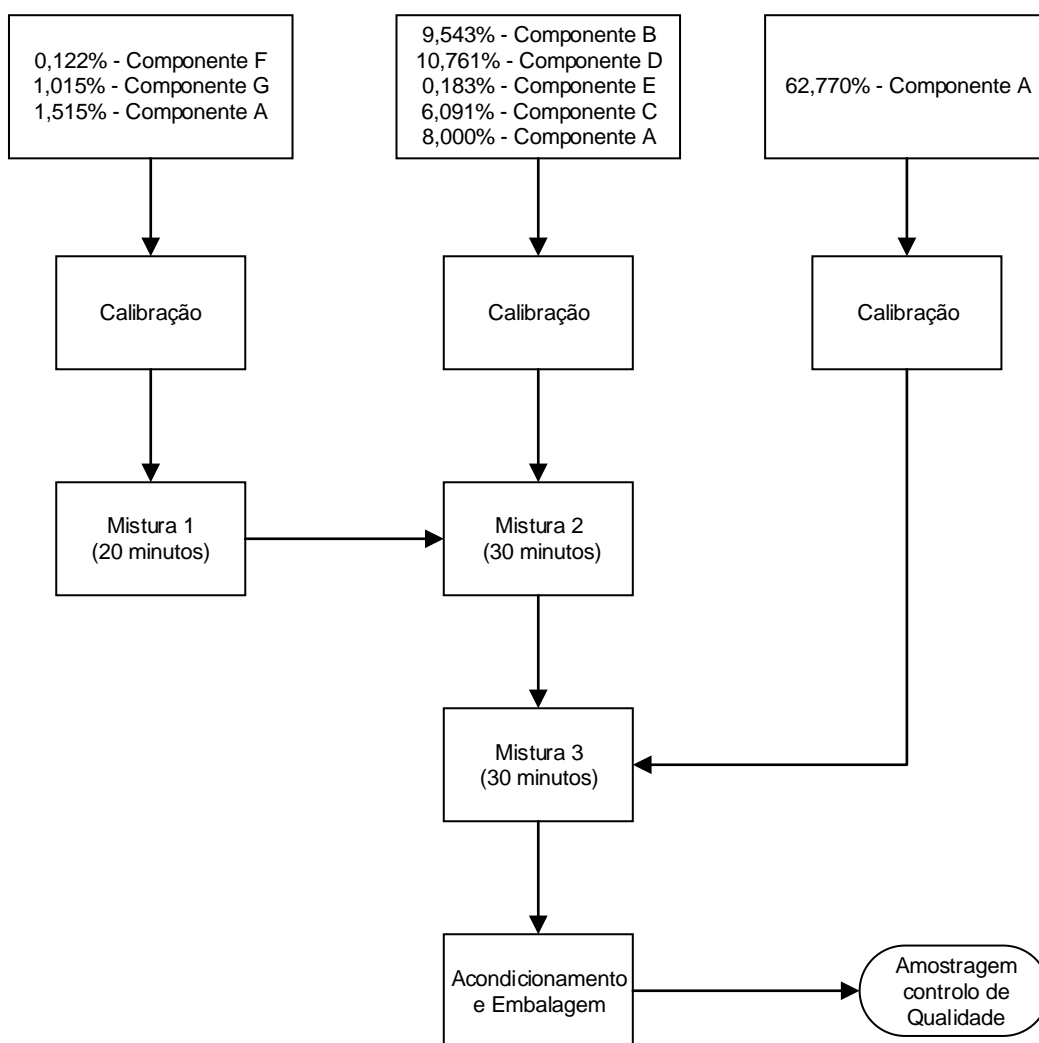 0,122% - Componente F
1,015% - Componente G
1,515% - Componente A
9,543% - Componente B
10,761% - Componente D
0,183% - Componente E
6,091% - Componente C
8,000% - Componente A
62,770% - Componente A
Calibração
Calibração
Calibração
Mistura 1
(20 minutos)
Mistura 2
(30 minutos)
Mistura 3
(30 minutos)
Acondicionamento
e Embalagem
Amostragem
controlo de
Qualidade